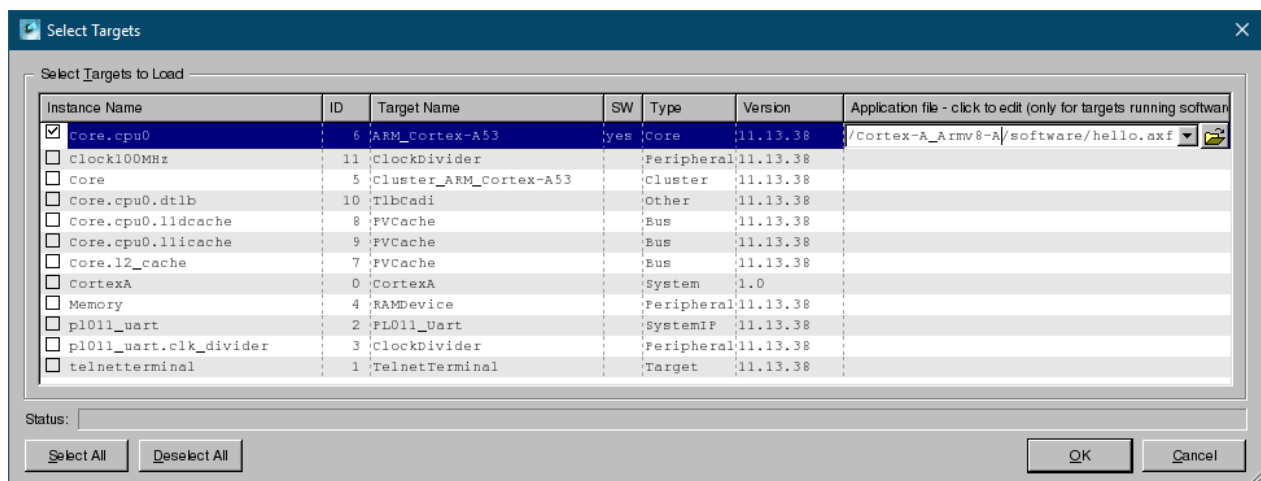 Select Targets
Select Targets to Load
Instance Name ID Target Name SW Type Version Application file - click to edit (only for targets running softwar
Core.cpu0 6 ARM_Cortex-A53 yes Core 11.13.38 /Cortex-A_Armv8-A/software/hello.axf
Clock100MHz 11 ClockDivider Peripheral 11.13.38
Core 5 Cluster_ARM_Cortex-A53 Cluster 11.13.38
Core.cpu0.dtlb 10 TlbCadi Other 11.13.38
Core.cpu0.l1dcache 8 PVCache Bus 11.13.38
Core.cpu0.l1icache 9 PVCache Bus 11.13.38
Core.l2_cache 7 PVCache Bus 11.13.38
CortexA 0 CortexA System 1.0
Memory 4 RAMDevice Peripheral 11.13.38
pl011_uart 2 PL011_Uart SystemIP 11.13.38
pl011_uart.clk_divider 3 ClockDivider Peripheral 11.13.38
telnetterminal 1 TelnetTerminal Target 11.13.38
Status:
Select All Deselect All OK Cancel